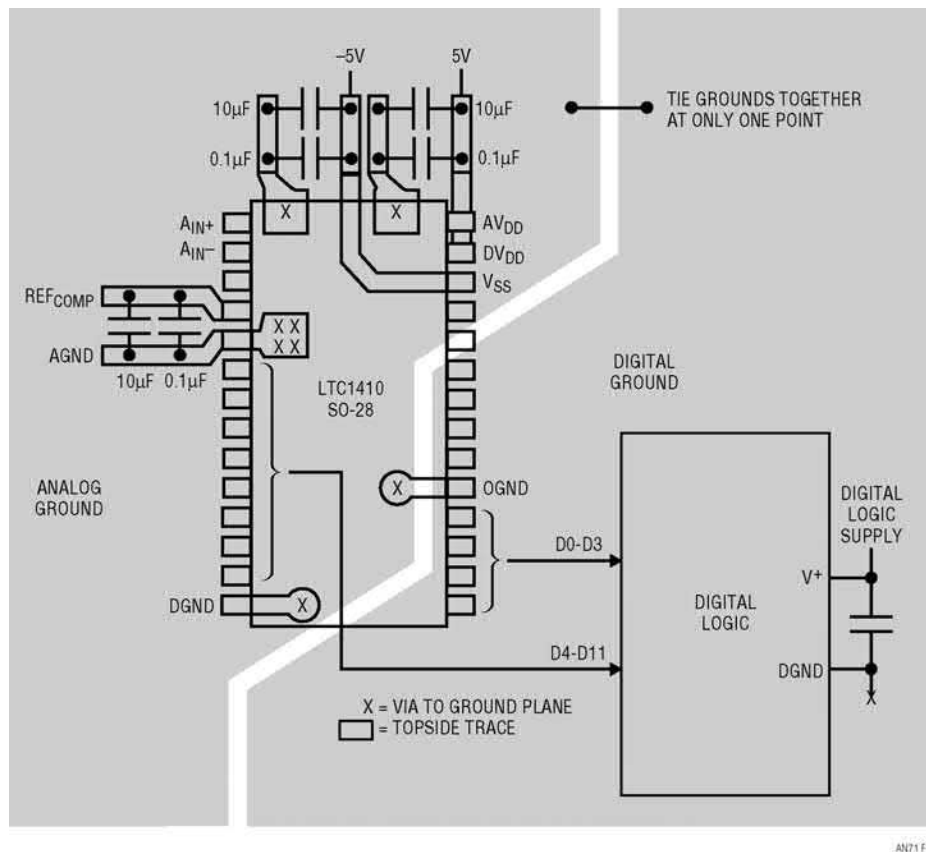 –5V
5V
10µF
10µF
TIE GROUNDS TOGETHER
AT ONLY ONE POINT
0.1µF
0.1µF
X
X
AIN+
AVDD
AIN–
DVDD
VSS
REFCOMP
X X
X X
AGND
10µF 0.1µF
LTC1410
SO-28
DIGITAL
GROUND
ANALOG
GROUND
X
OGND
DIGITAL
LOGIC
SUPPLY
D0-D3
V+
DGND
X
DIGITAL
LOGIC
D4-D11
DGND
X
X = VIA TO GROUND PLANE
= TOPSIDE TRACE